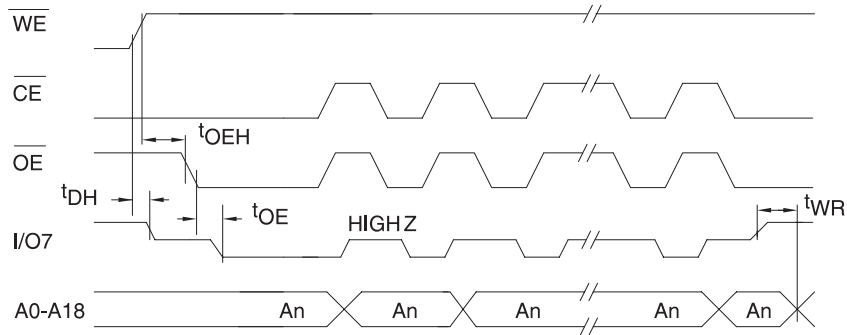 WE
CE
tOEH
OE
tDH
tOE
tWR
HIGH Z
I/O7
A0-A18 An An An An An